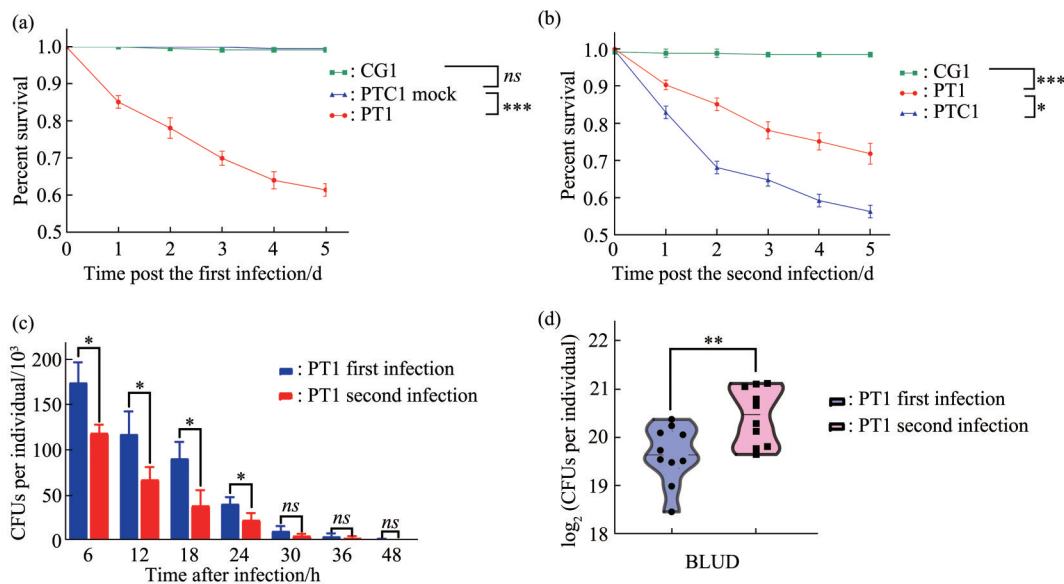 (a)
Percent survival
1.0
0.9
0.8
0.7
0.6
0.5
0
1
2
3
4
5
Time post the first infection/d
: CG1
: PTC1 mock
: PT1
ns
***
(b)
Percent survival
1.0
0.9
0.8
0.7
0.6
0.5
0
1
2
3
4
5
Time post the second infection/d
: CG1
: PT1
: PTC1
***
*
(c)
CFUs per individual/10³
200
150
100
50
0
* * * * ns ns ns
6 12 18 24 30 36 48
Time after infection/h
: PT1 first infection
: PT1 second infection
(d)
log₂ (CFUs per individual)
22
21
20
19
18
**
BLUD
: PT1 first infection
: PT1 second infection